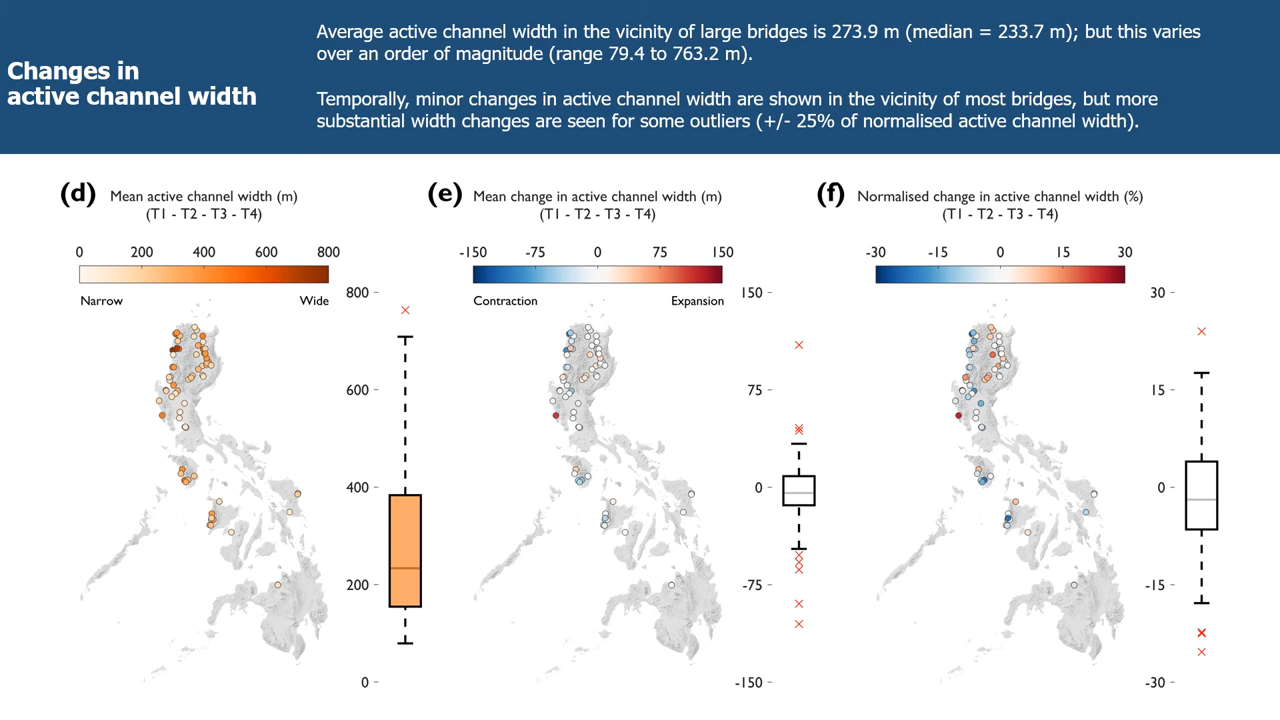 Changes in
active channel width
Average active channel width in the vicinity of large bridges is 273.9 m (median = 233.7 m); but this varies
over an order of magnitude (range 79.4 to 763.2 m).
Temporally, minor changes in active channel width are shown in the vicinity of most bridges, but more
substantial width changes are seen for some outliers (+/- 25% of normalised active channel width).
(d)
Mean active channel width (m)
(T1 - T2 - T3 - T4)
0 200 400 600 800
Narrow Wide
800
600
400
200
0
(e)
Mean change in active channel width (m)
(T1 - T2 - T3 - T4)
-150 -75 0 75 150
Contraction Expansion
150
75
0
-75
-150
(f)
Normalised change in active channel width (%)
(T1 - T2 - T3 - T4)
-30 -15 0 15 30
30
15
0
-15
-30